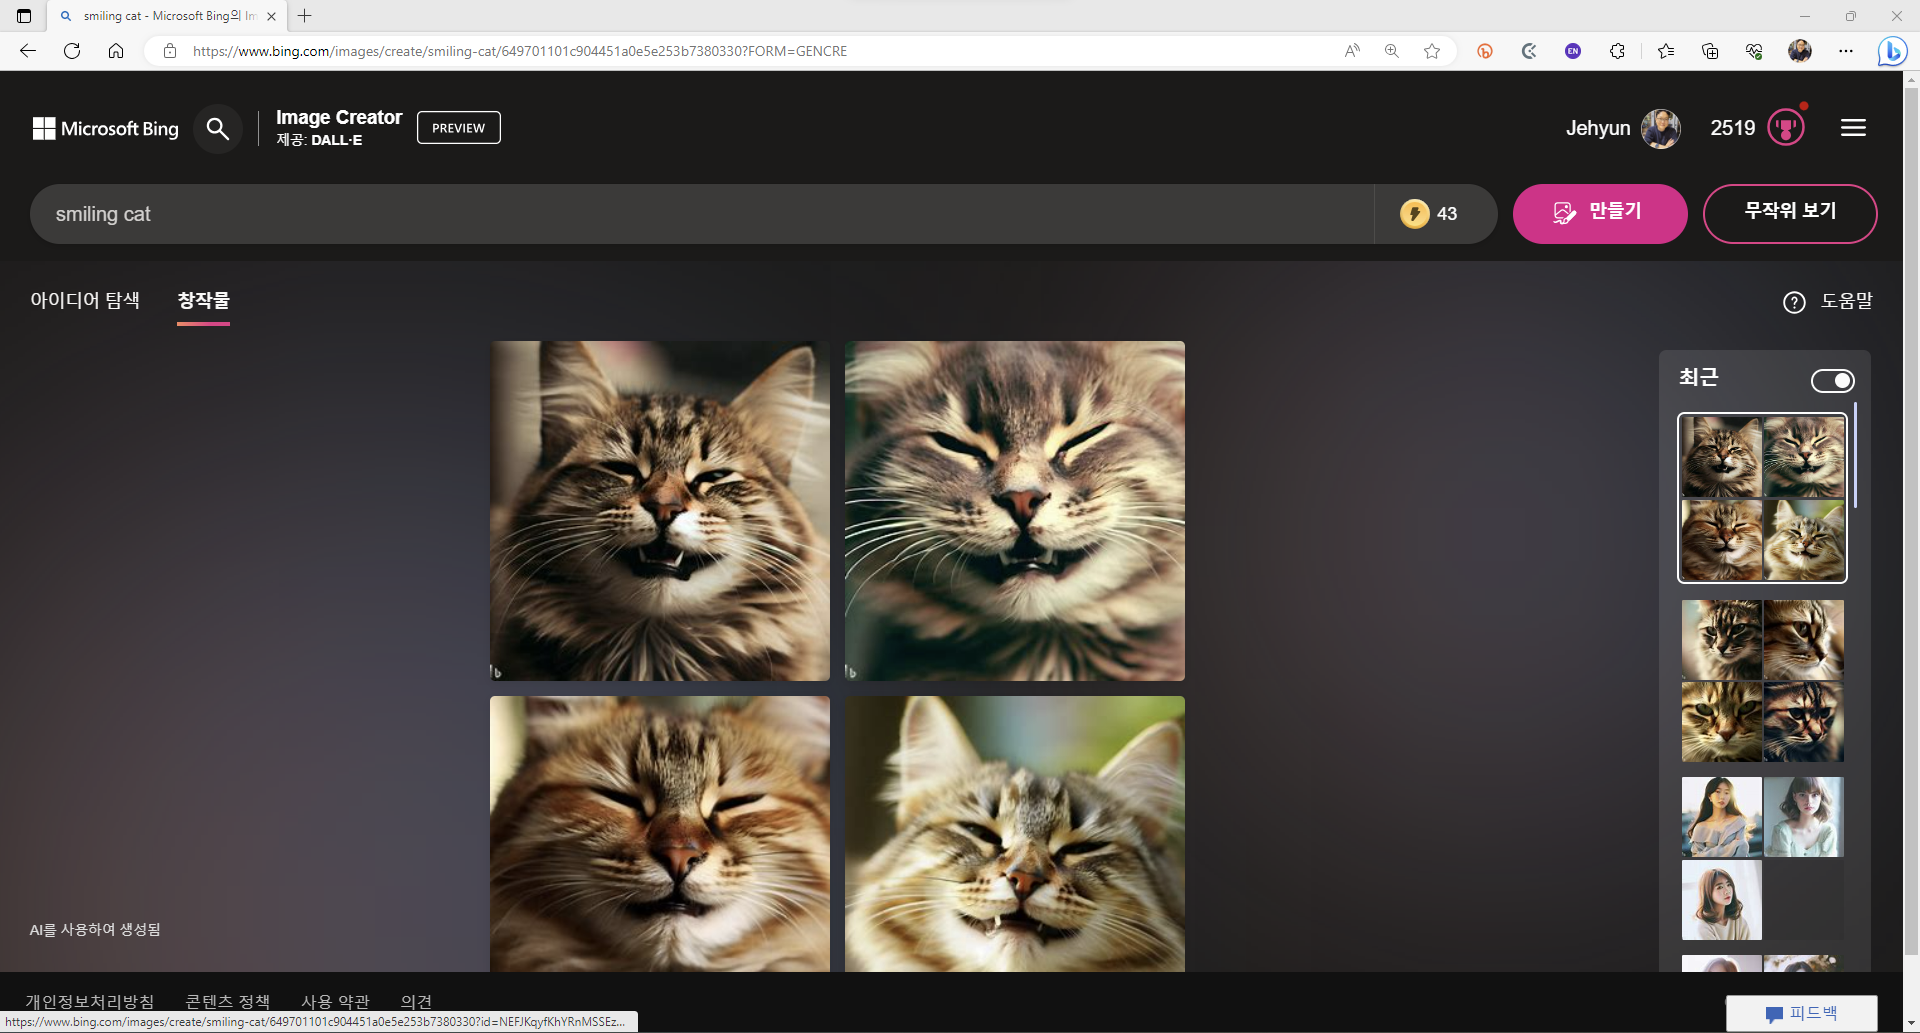 smiling cat - Microsoft Bing의 Im
https://www.bing.com/images/create/smiling-cat/649701101c904451a0e5e253b7380330?FORM=GENCRE
EN
Microsoft Bing
Image Creator
제공: DALL·E
PREVIEW
Jehyun
2519
smiling cat
43
만들기
무작위 보기
아이디어 탐색
창작물
도움말
최근
AI를 사용하여 생성됨
개인정보처리방침
콘텐츠 정책
사용 약관
의견
https://www.bing.com/images/create/smiling-cat/649701101c904451a0e5e253b7380330?id=NEFJKqyfKhYRnMSSEz...
피드백